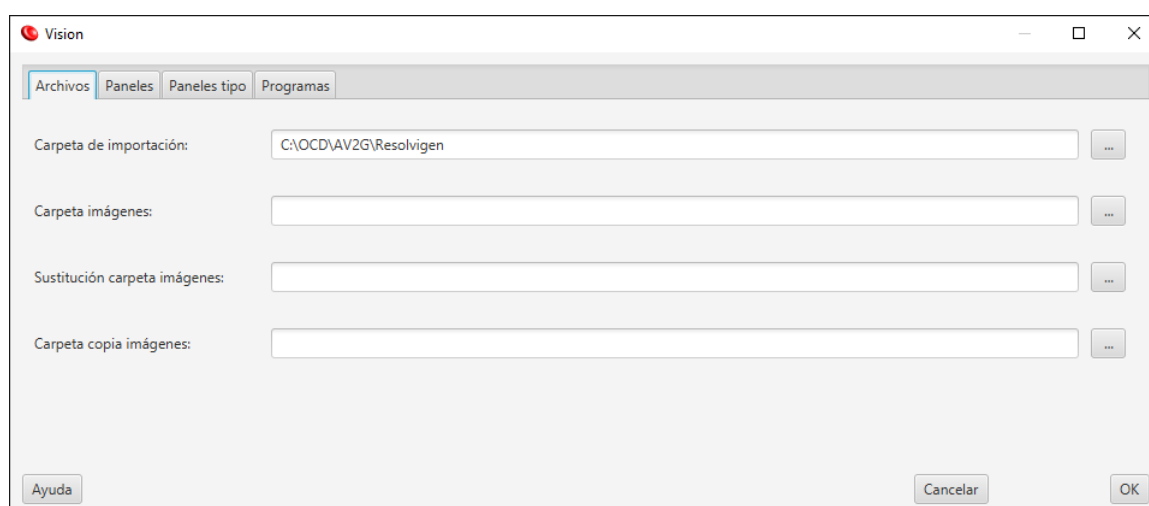 Vision
Archivos Paneles Paneles tipo Programas
Carpeta de importación: C:\OCD\AV2G\Resolvigen ...
Carpeta imágenes: ...
Sustitución carpeta imágenes: ...
Carpeta copia imágenes: ...
Ayuda Cancelar OK